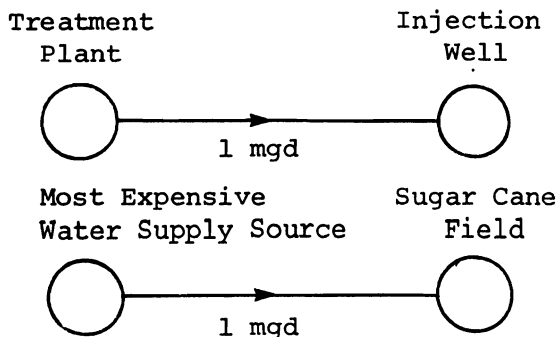 Treatment Plant
Injection Well
1 mgd
Most Expensive Water Supply Source
Sugar Cane Field
1 mgd